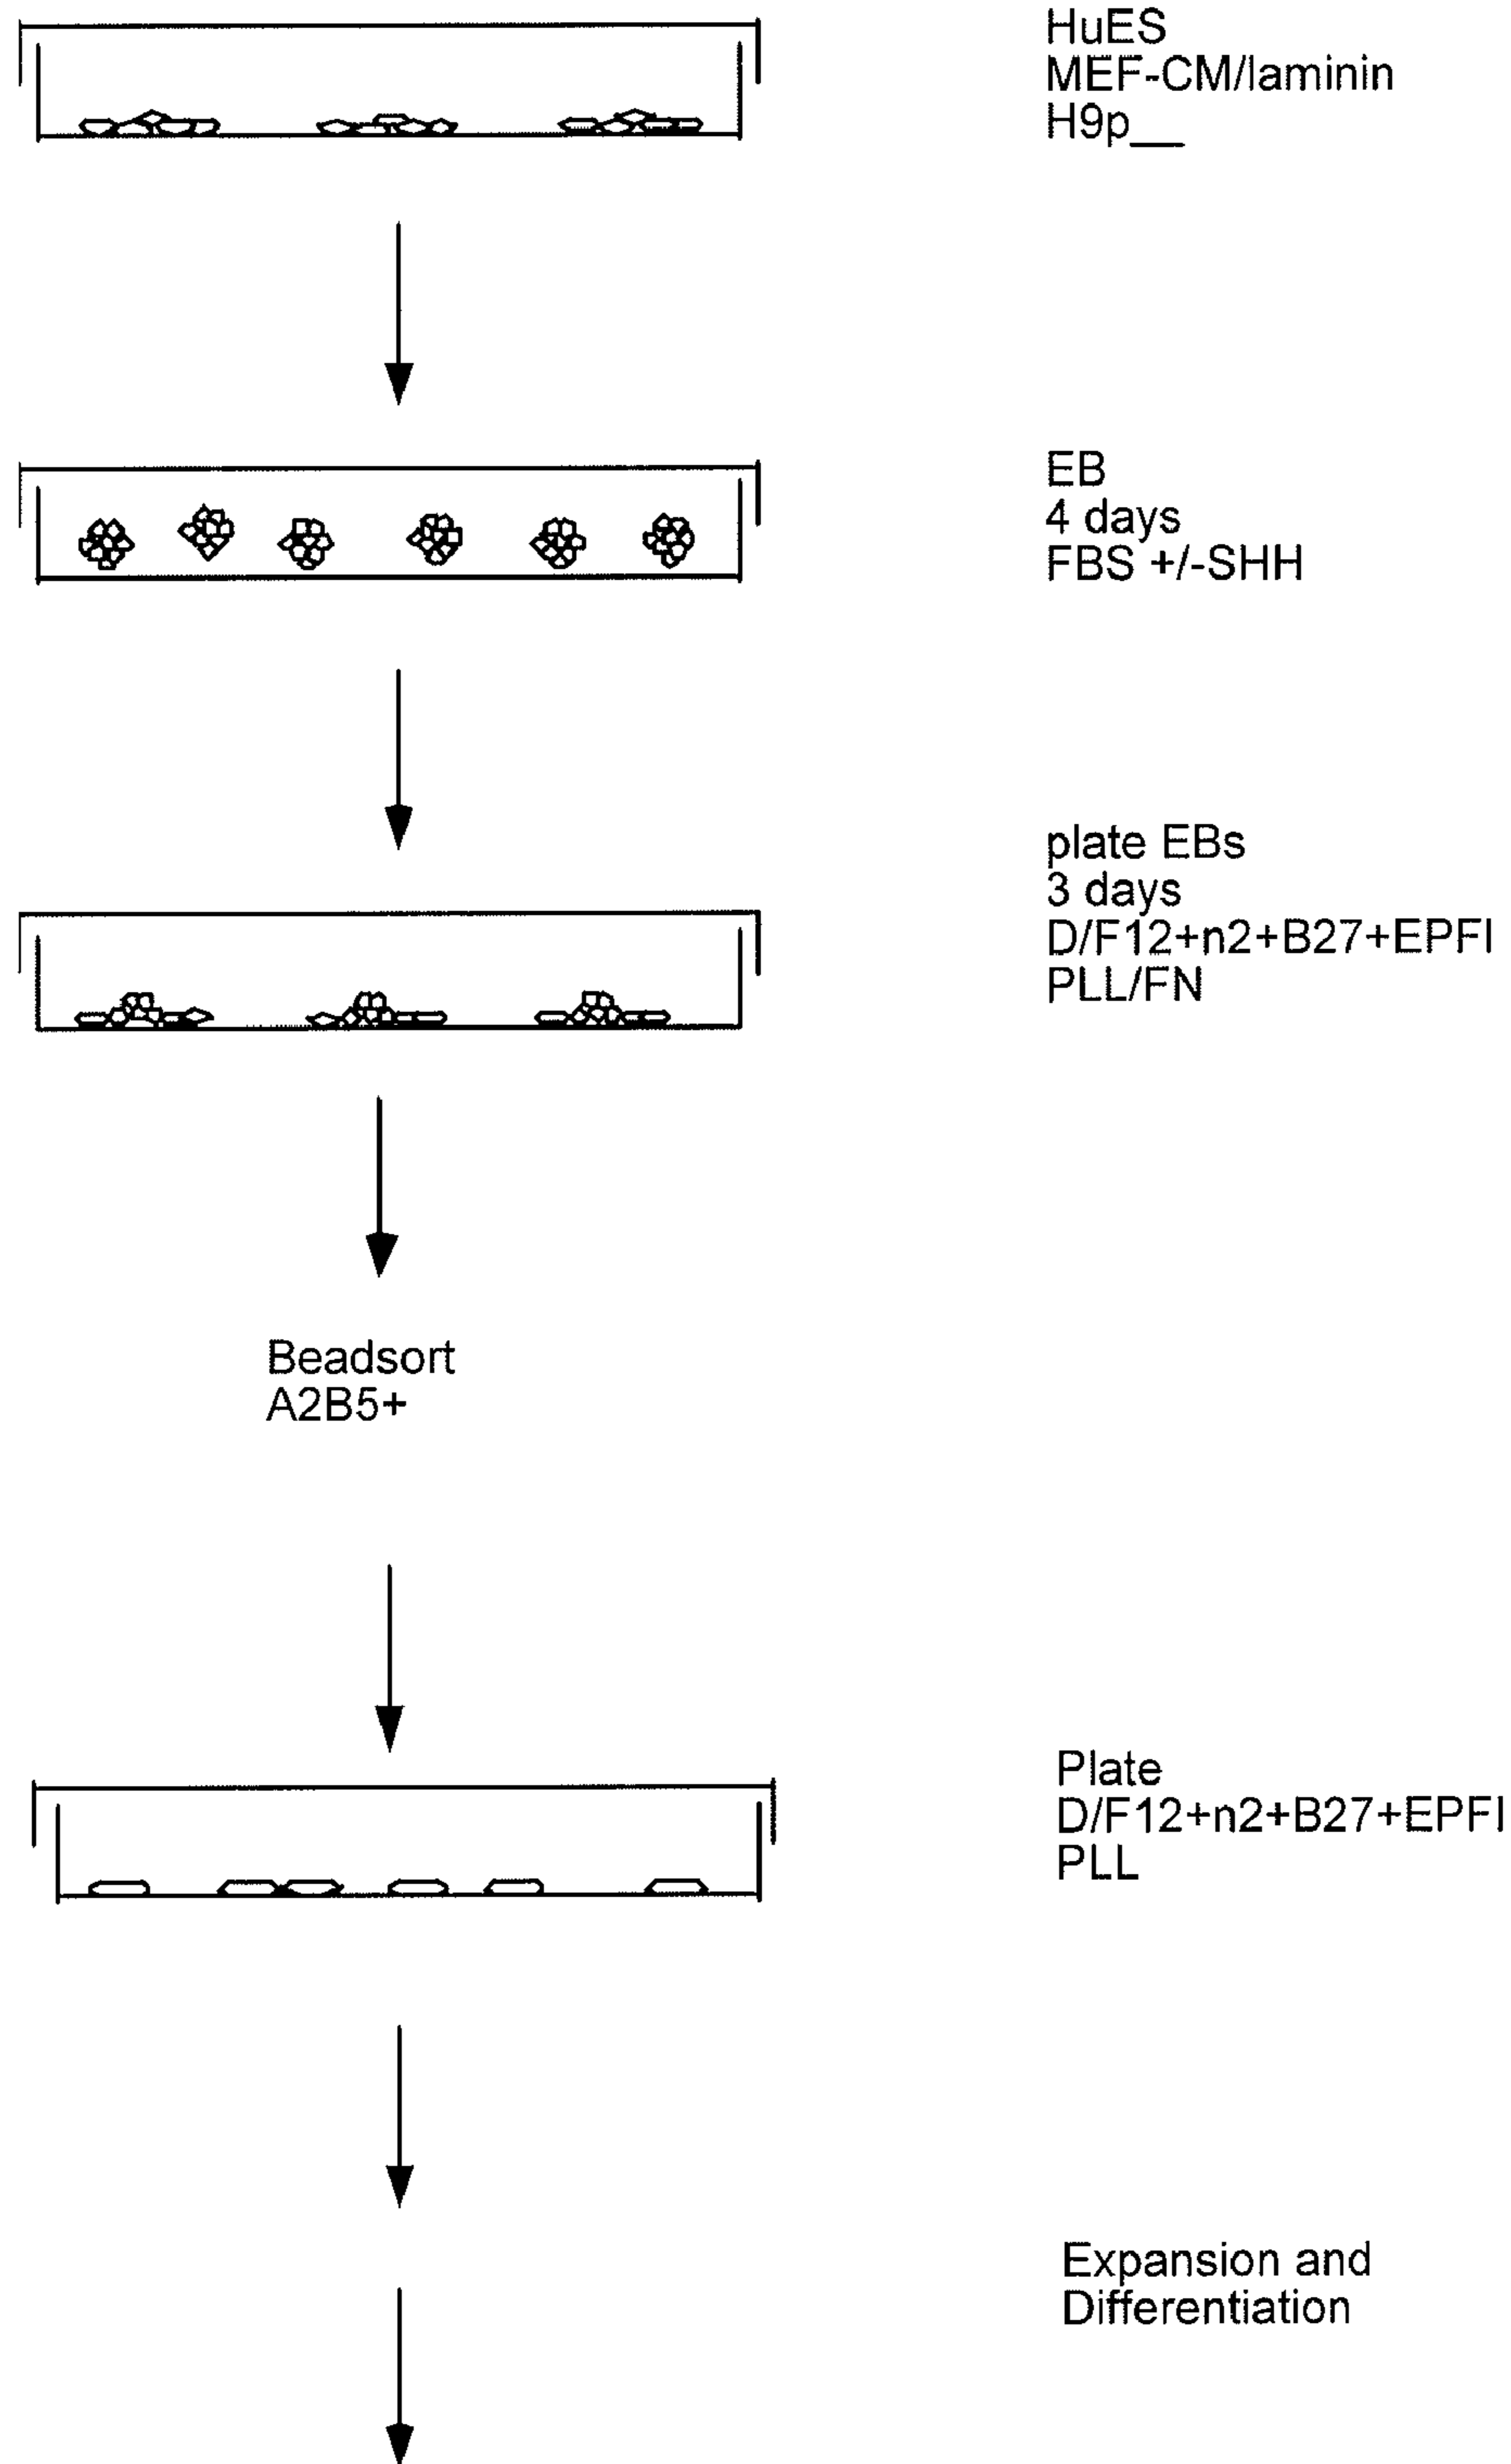 HuES
MEF-CM/laminin
H9p___
EB
4 days
FBS +/-SHH
plate EBs
3 days
D/F12+n2+B27+EPFI
PLL/FN
Beadsort
A2B5+
Plate
D/F12+n2+B27+EPFI
PLL
Expansion and
Differentiation